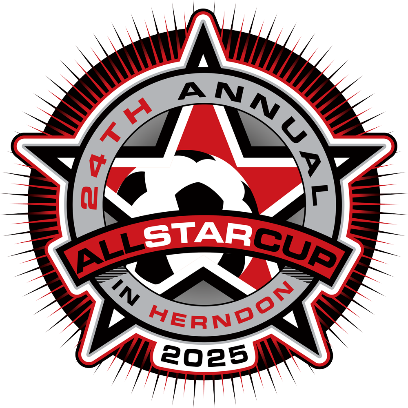 24TH ANNUAL
ALLSTARCUP
IN HERNDON
2025